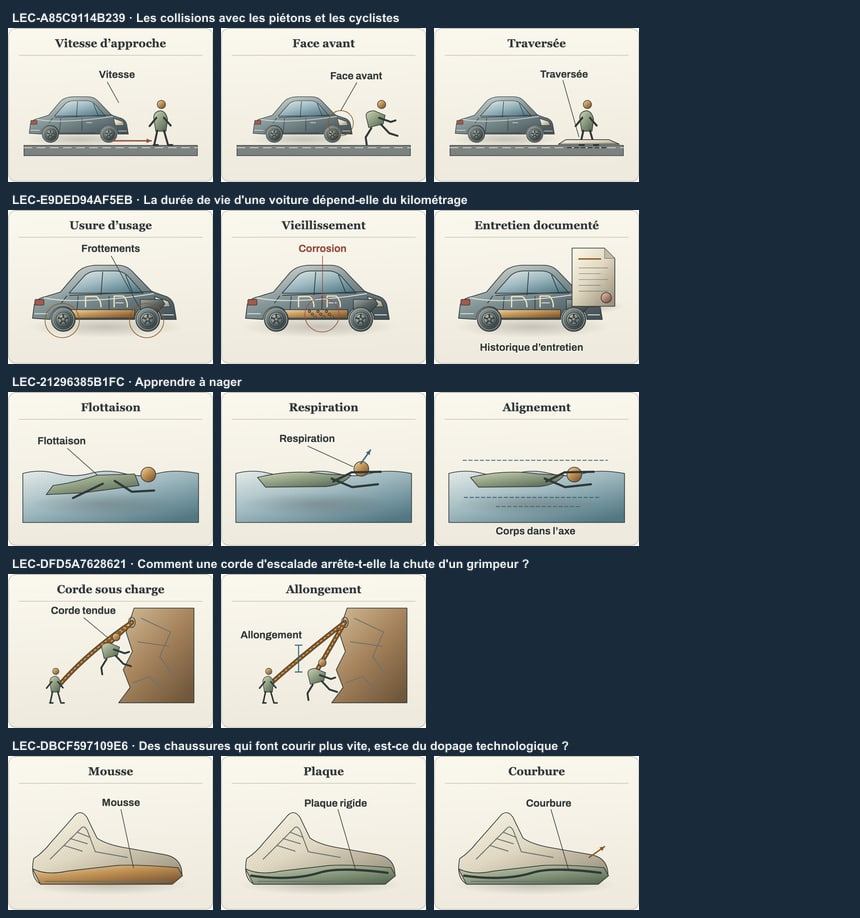 LEC-A85C9114B239 · Les collisions avec les piétons et les cyclistes
Vitesse d’approche
Vitesse
Face avant
Face avant
Traversée
Traversée
LEC-E9DED94AF5EB · La durée de vie d'une voiture dépend-elle du kilométrage
Usure d’usage
Frottements
Vieillissement
Corrosion
Entretien documenté
Historique d’entretien
LEC-21296385B1FC · Apprendre à nager
Flottaison
Flottaison
Respiration
Respiration
Alignement
Corps dans l’axe
LEC-DFD5A7628621 · Comment une corde d'escalade arrête-t-elle la chute d'un grimpeur ?
Corde sous charge
Corde tendue
Allongement
Allongement
LEC-DBCF597109E6 · Des chaussures qui font courir plus vite, est-ce du dopage technologique ?
Mousse
Mousse
Plaque
Plaque rigide
Courbure
Courbure